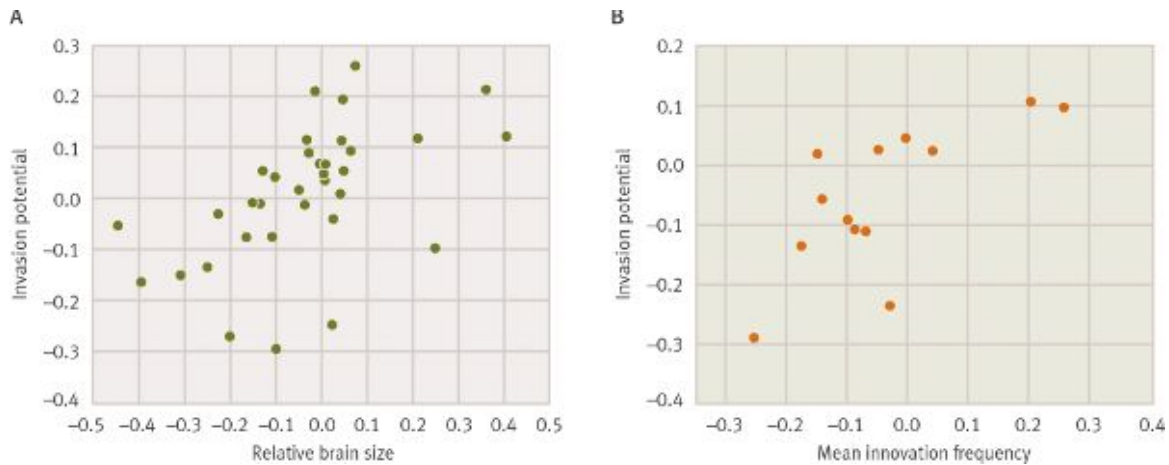 A
Invasion potential
0.3
0.2
0.1
0.0
–0.1
–0.2
–0.3
–0.4
–0.5 –0.4 –0.3 –0.2 –0.1 0.0 0.1 0.2 0.3 0.4 0.5
Relative brain size
B
Invasion potential
0.2
0.1
0.0
–0.1
–0.2
–0.3
–0.4
–0.3 –0.2 –0.1 0.0 0.1 0.2 0.3 0.4
Mean innovation frequency